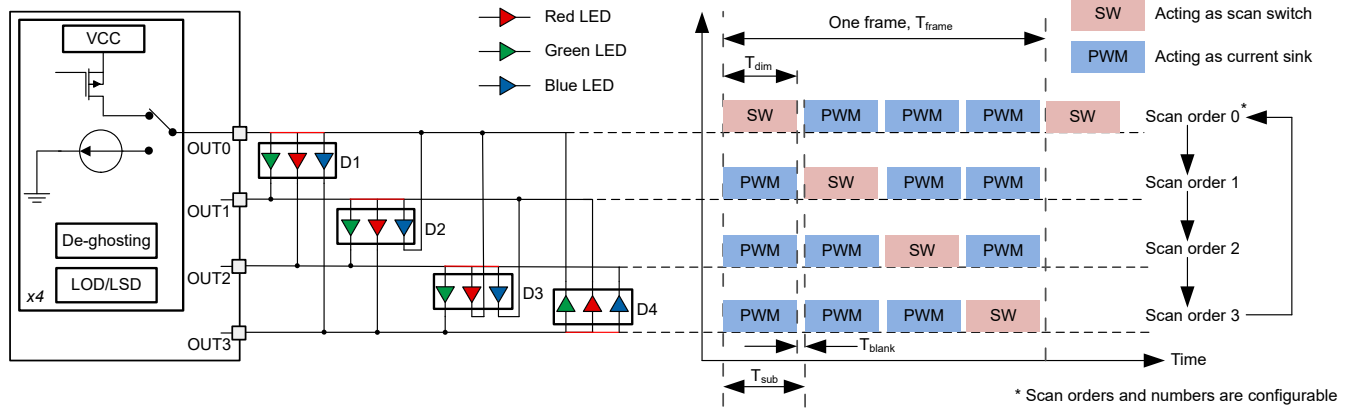 VCC
OUT0
OUT1
OUT2
OUT3
De-ghosting
LOD/LSD
x4
Red LED
Green LED
Blue LED
D1
D2
D3
D4
One frame, Tframe
Tdim
SW Acting as scan switch
PWM Acting as current sink
SW PWM PWM PWM SW Scan order 0*
PWM SW PWM PWM Scan order 1
PWM PWM SW PWM Scan order 2
PWM PWM PWM SW Scan order 3
Tblank
Time
Tsub
* Scan orders and numbers are configurable